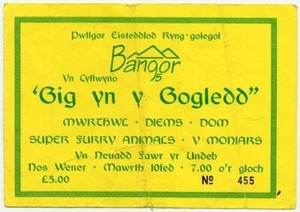 Pwllgor Eisteddfod Ryng-golegol
Bangor
95
Yn Cyflwyno
'Gig yn y Gogledd"
MWRTHWL · DIEMS · DOM
SUPER FURRY ANIMALS · Y MONIARS
Yn Neuadd Fawr yr Undeb
Nos Wener · Mawrth 10fed · 7.00 o'r gloch
£5.00 Nº 455